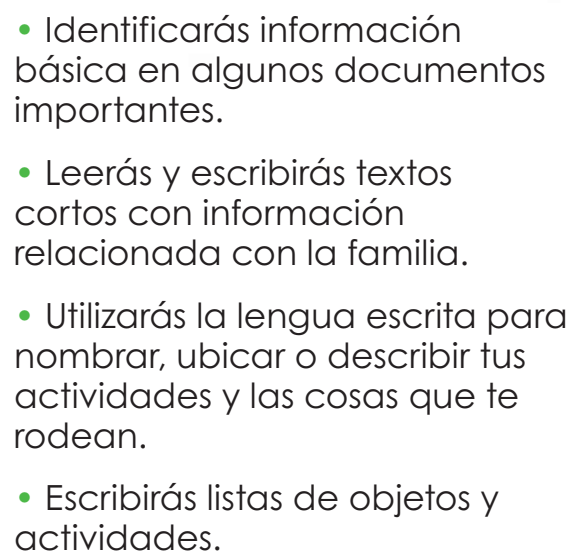 • Identificarás información
básica en algunos documentos
importantes.
• Leerás y escribirás textos
cortos con información
relacionada con la familia.
• Utilizarás la lengua escrita para
nombrar, ubicar o describir tus
actividades y las cosas que te
rodean.
• Escribirás listas de objetos y
actividades.